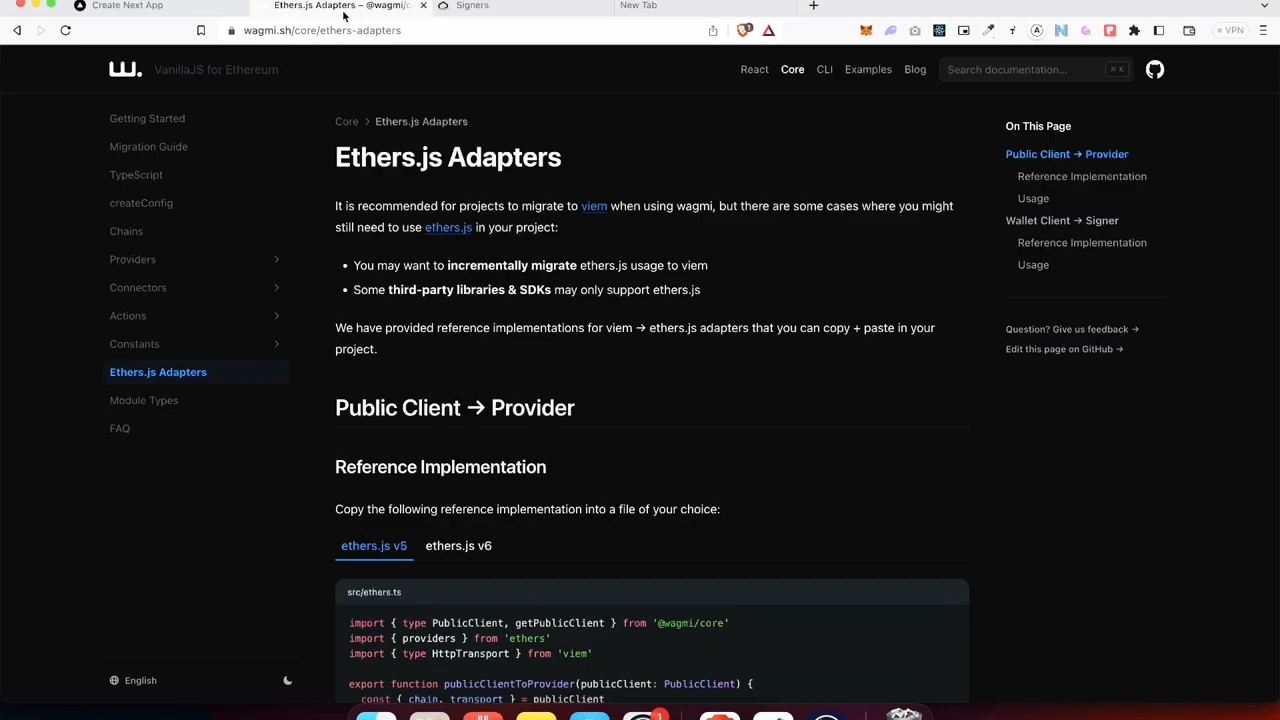 Create Next App
Ethers.js Adapters – @wagmi/c
Signers
New Tab
wagmi.sh/core/ethers-adapters
1
VPN
W.
VanillaJS for Ethereum
React
Core
CLI
Examples
Blog
Search documentation...
⌘ K
Getting Started
Migration Guide
TypeScript
createConfig
Chains
Providers
Connectors
Actions
Constants
Ethers.js Adapters
Module Types
FAQ
English
Core > Ethers.js Adapters
Ethers.js Adapters
It is recommended for projects to migrate to viem when using wagmi, but there are some cases where you might
still need to use ethers.js in your project:
• You may want to incrementally migrate ethers.js usage to viem
• Some third-party libraries & SDKs may only support ethers.js
We have provided reference implementations for viem → ethers.js adapters that you can copy + paste in your
project.
Public Client → Provider
Reference Implementation
Copy the following reference implementation into a file of your choice:
ethers.js v5
ethers.js v6
src/ethers.ts
import { type PublicClient, getPublicClient } from '@wagmi/core'
import { providers } from 'ethers'
import { type HttpTransport } from 'viem'
export function publicClientToProvider(publicClient: PublicClient) {
const { chain, transport } = publicClient
On This Page
Public Client → Provider
Reference Implementation
Usage
Wallet Client → Signer
Reference Implementation
Usage
Question? Give us feedback →
Edit this page on GitHub →
1